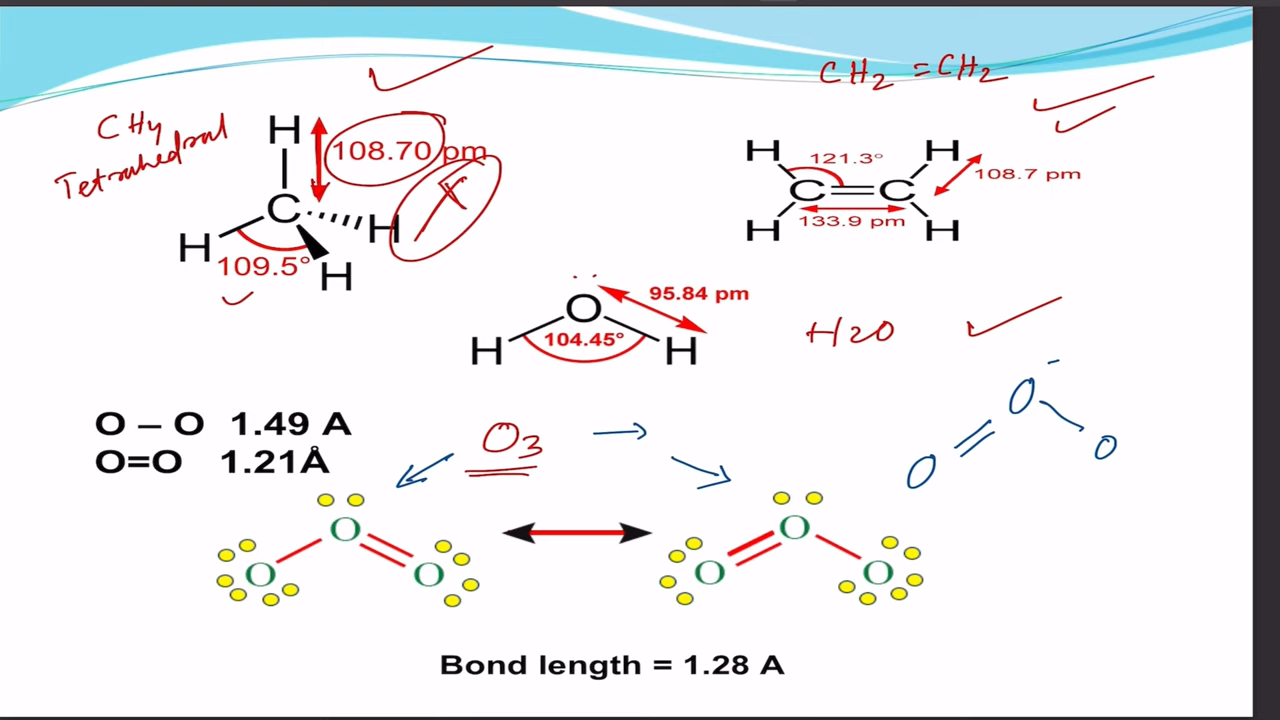 CH4
Tetrahedral
H
108.70 pm
C
H
H
H
109.5°
CH2 =CH2
H
H
121.3°
108.7 pm
C
C
133.9 pm
H
H
O
95.84 pm
H
H
104.45°
H2O
O – O 1.49 A
O=O 1.21Å
O3
O
O
O
O
O
O
O
O
O
Bond length = 1.28 A